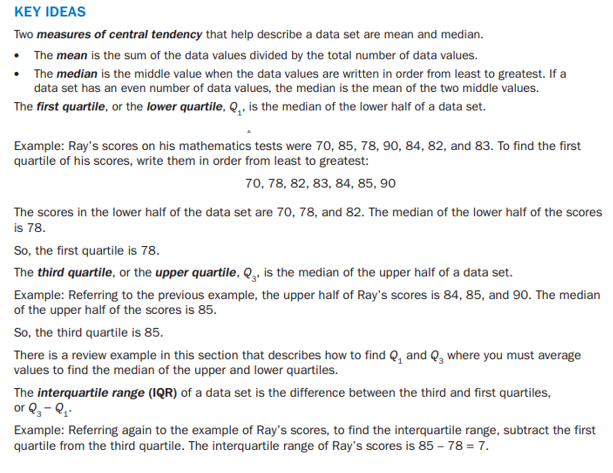 KEY IDEAS
Two measures of central tendency that help describe a data set are mean and median.
• The mean is the sum of the data values divided by the total number of data values.
• The median is the middle value when the data values are written in order from least to greatest. If a
data set has an even number of data values, the median is the mean of the two middle values.
The first quartile, or the lower quartile, Q₁, is the median of the lower half of a data set.
Example: Ray's scores on his mathematics tests were 70, 85, 78, 90, 84, 82, and 83. To find the first
quartile of his scores, write them in order from least to greatest:
70, 78, 82, 83, 84, 85, 90
The scores in the lower half of the data set are 70, 78, and 82. The median of the lower half of the scores
is 78.
So, the first quartile is 78.
The third quartile, or the upper quartile, Q₃, is the median of the upper half of a data set.
Example: Referring to the previous example, the upper half of Ray's scores is 84, 85, and 90. The median
of the upper half of the scores is 85.
So, the third quartile is 85.
There is a review example in this section that describes how to find Q₁ and Q₃ where you must average
values to find the median of the upper and lower quartiles.
The interquartile range (IQR) of a data set is the difference between the third and first quartiles,
or Q₃ – Q₁.
Example: Referring again to the example of Ray's scores, to find the interquartile range, subtract the first
quartile from the third quartile. The interquartile range of Ray's scores is 85 – 78 = 7.